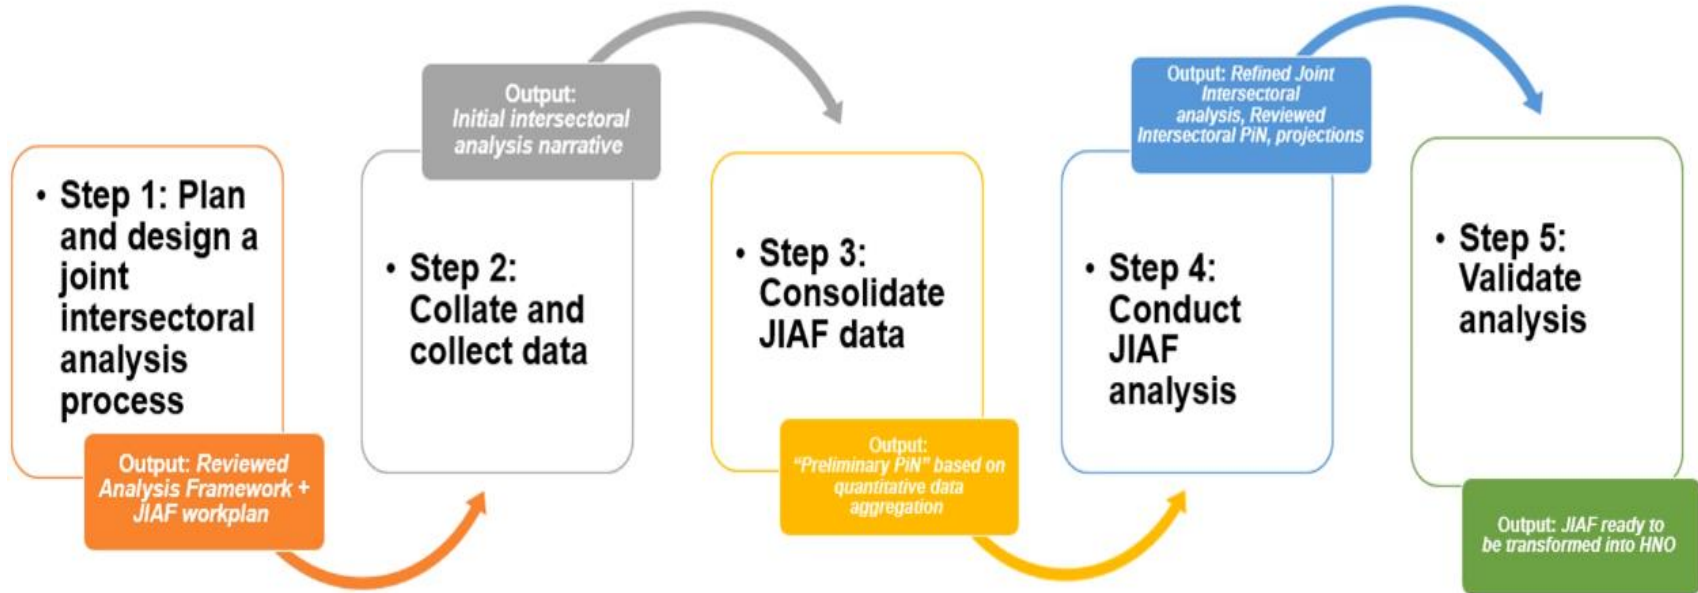 • Step 1: Plan
and design a
joint
intersectoral
analysis
process
Output: Reviewed
Analysis Framework +
JIAF workplan
Output:
Initial intersectoral
analysis narrative
• Step 2:
Collate and
collect data
• Step 3:
Consolidate
JIAF data
Output:
“Preliminary PiN” based on
quantitative data
aggregation
Output: Refined Joint
Intersectoral
analysis, Reviewed
Intersectoral PiN, projections
• Step 4:
Conduct
JIAF
analysis
• Step 5:
Validate
analysis
Output: JIAF ready to
be transformed into HNO